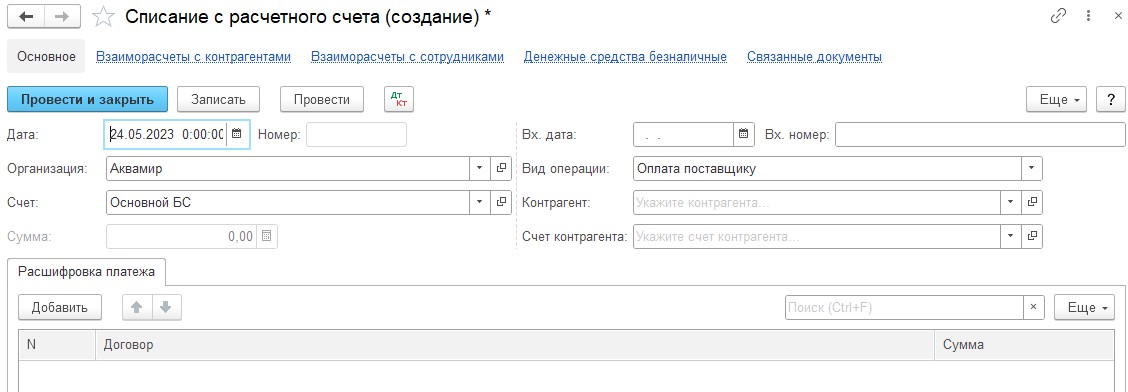 Списание с расчетного счета (создание) *
Основное Взаиморасчеты с контрагентами Взаиморасчеты с сотрудниками Денежные средства безналичные Связанные документы
Провести и закрыть Записать Провести Дт Кт Еще ?
Дата: 24.05.2023 0:00:00 Номер: Вх. дата: . . Вх. номер:
Организация: Аквамир Вид операции: Оплата поставщику
Счет: Основной БС Контрагент: Укажите контрагента...
Сумма: 0,00 Счет контрагента: Укажите счет контрагента...
Расшифровка платежа
Добавить Поиск (Ctrl+F) × Еще
N Договор Сумма